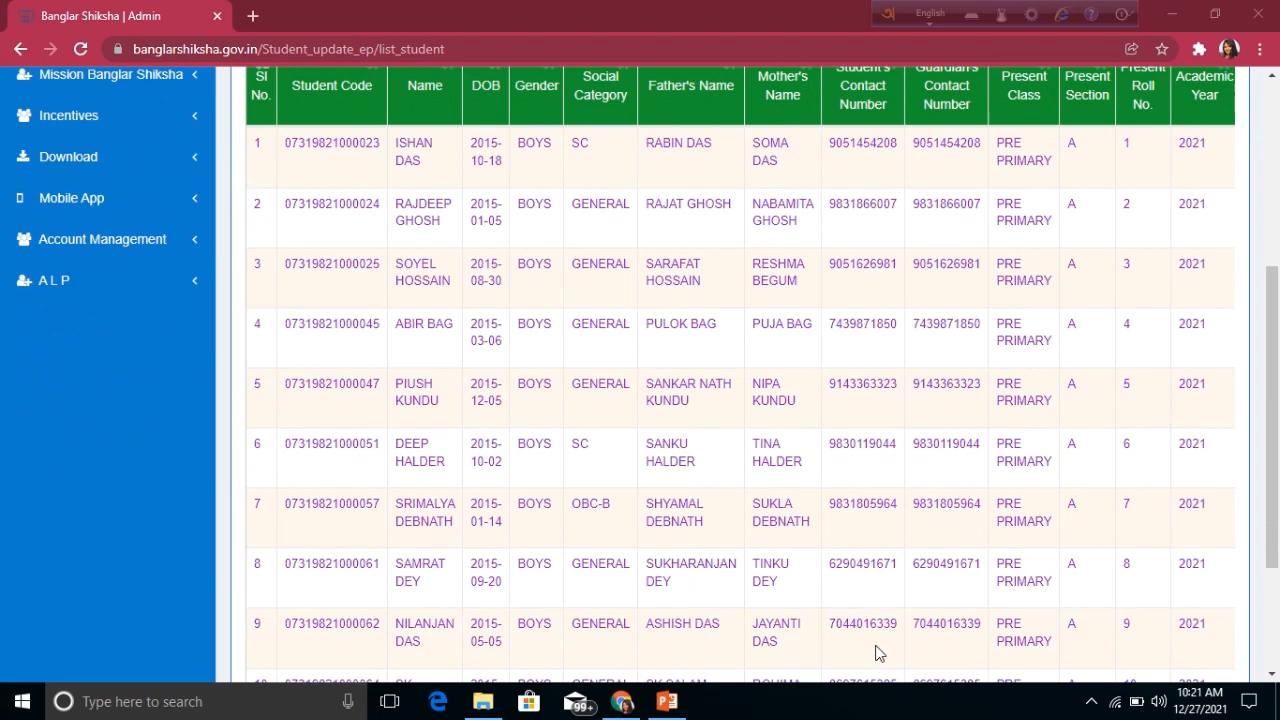 Banglar Shiksha | Admin
English
banglarshiksha.gov.in/Student_update_ep/list_student
Mission Banglar Shiksha
Incentives
Download
Mobile App
Account Management
A L P
Sl No. Student Code Name DOB Gender Social Category Father's Name Mother's Name Student's Contact Number Guardian's Contact Number Present Class Present Section Present Roll No. Academic Year
1 07319821000023 ISHAN DAS 2015-10-18 BOYS SC RABIN DAS SOMA DAS 9051454208 9051454208 PRE PRIMARY A 1 2021
2 07319821000024 RAJDEEP GHOSH 2015-01-05 BOYS GENERAL RAJAT GHOSH NABAMITA GHOSH 9831866007 9831866007 PRE PRIMARY A 2 2021
3 07319821000025 SOYEL HOSSAIN 2015-08-30 BOYS GENERAL SARAFAT HOSSAIN RESHMA BEGUM 9051626981 9051626981 PRE PRIMARY A 3 2021
4 07319821000045 ABIR BAG 2015-03-06 BOYS GENERAL PULOK BAG PUJA BAG 7439871850 7439871850 PRE PRIMARY A 4 2021
5 07319821000047 PIUSH KUNDU 2015-12-05 BOYS GENERAL SANKAR NATH KUNDU NIPA KUNDU 9143363323 9143363323 PRE PRIMARY A 5 2021
6 07319821000051 DEEP HALDER 2015-10-02 BOYS SC SANKU HALDER TINA HALDER 9830119044 9830119044 PRE PRIMARY A 6 2021
7 07319821000057 SRIMALYA DEBNATH 2015-01-14 BOYS OBC-B SHYAMAL DEBNATH SUKLA DEBNATH 9831805964 9831805964 PRE PRIMARY A 7 2021
8 07319821000061 SAMRAT DEY 2015-09-20 BOYS GENERAL SUKHARANJAN DEY TINKU DEY 6290491671 6290491671 PRE PRIMARY A 8 2021
9 07319821000062 NILANJAN DAS 2015-05-05 BOYS GENERAL ASHISH DAS JAYANTI DAS 7044016339 7044016339 PRE PRIMARY A 9 2021
Type here to search
99+
10:21 AM
12/27/2021